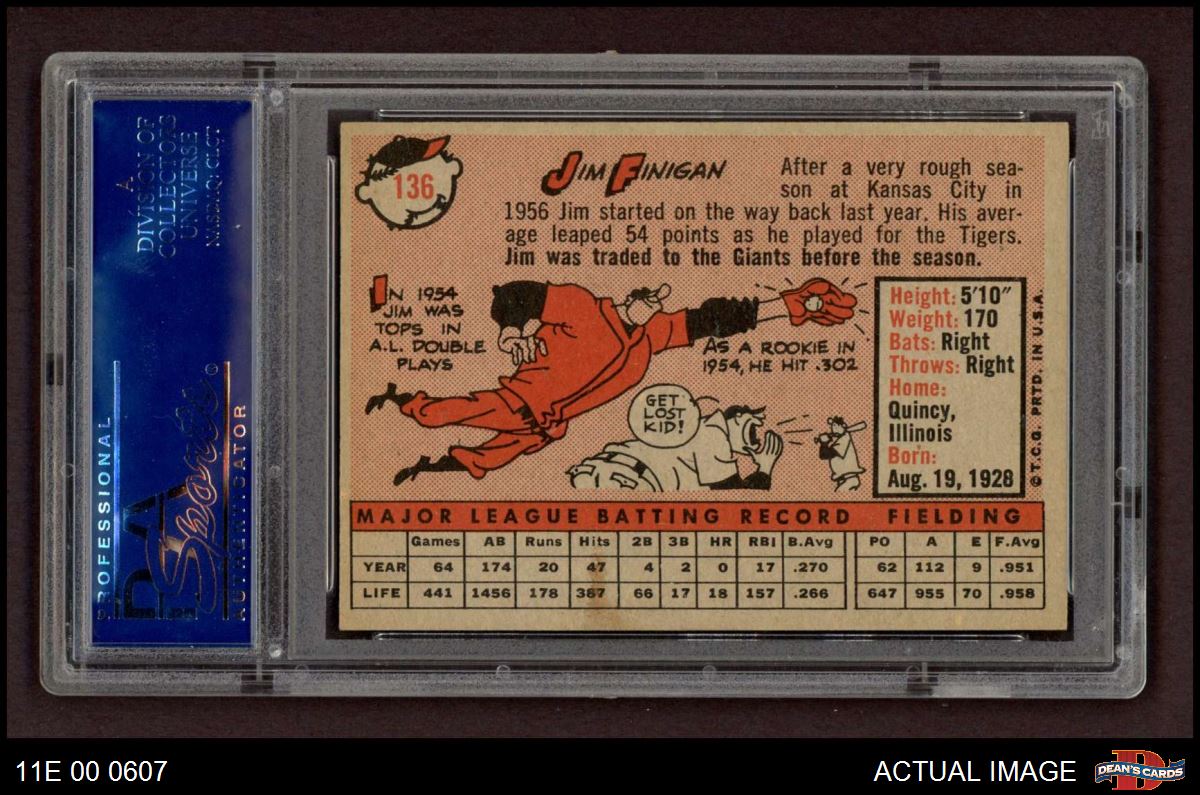 A
DIVISION OF
COLLECTORS
UNIVERSE
NASDAQ: CLCT
PROFESSIONAL
PSA
Sports
AUTHENTICATOR
136
JIM FINIGAN
After a very rough sea-
son at Kansas City in
1956 Jim started on the way back last year. His aver-
age leaped 54 points as he played for the Tigers.
Jim was traded to the Giants before the season.
IN 1954
JIM WAS
TOPS IN
A.L. DOUBLE
PLAYS
AS A ROOKIE IN
1954, HE HIT .302
GET
LOST
KID!
Height: 5'10"
Weight: 170
Bats: Right
Throws: Right
Home:
Quincy,
Illinois
Born:
Aug. 19, 1928
© T.C.G. PRTD. IN U.S.A.
MAJOR LEAGUE BATTING RECORD FIELDING
Games AB Runs Hits 2B 3B HR RBI B.Avg PO A E F.Avg
YEAR 64 174 20 47 4 2 0 17 .270 62 112 9 .951
LIFE 441 1456 178 387 66 17 18 157 .266 647 955 70 .958
11E 00 0607
ACTUAL IMAGE
D
DEAN'S CARDS